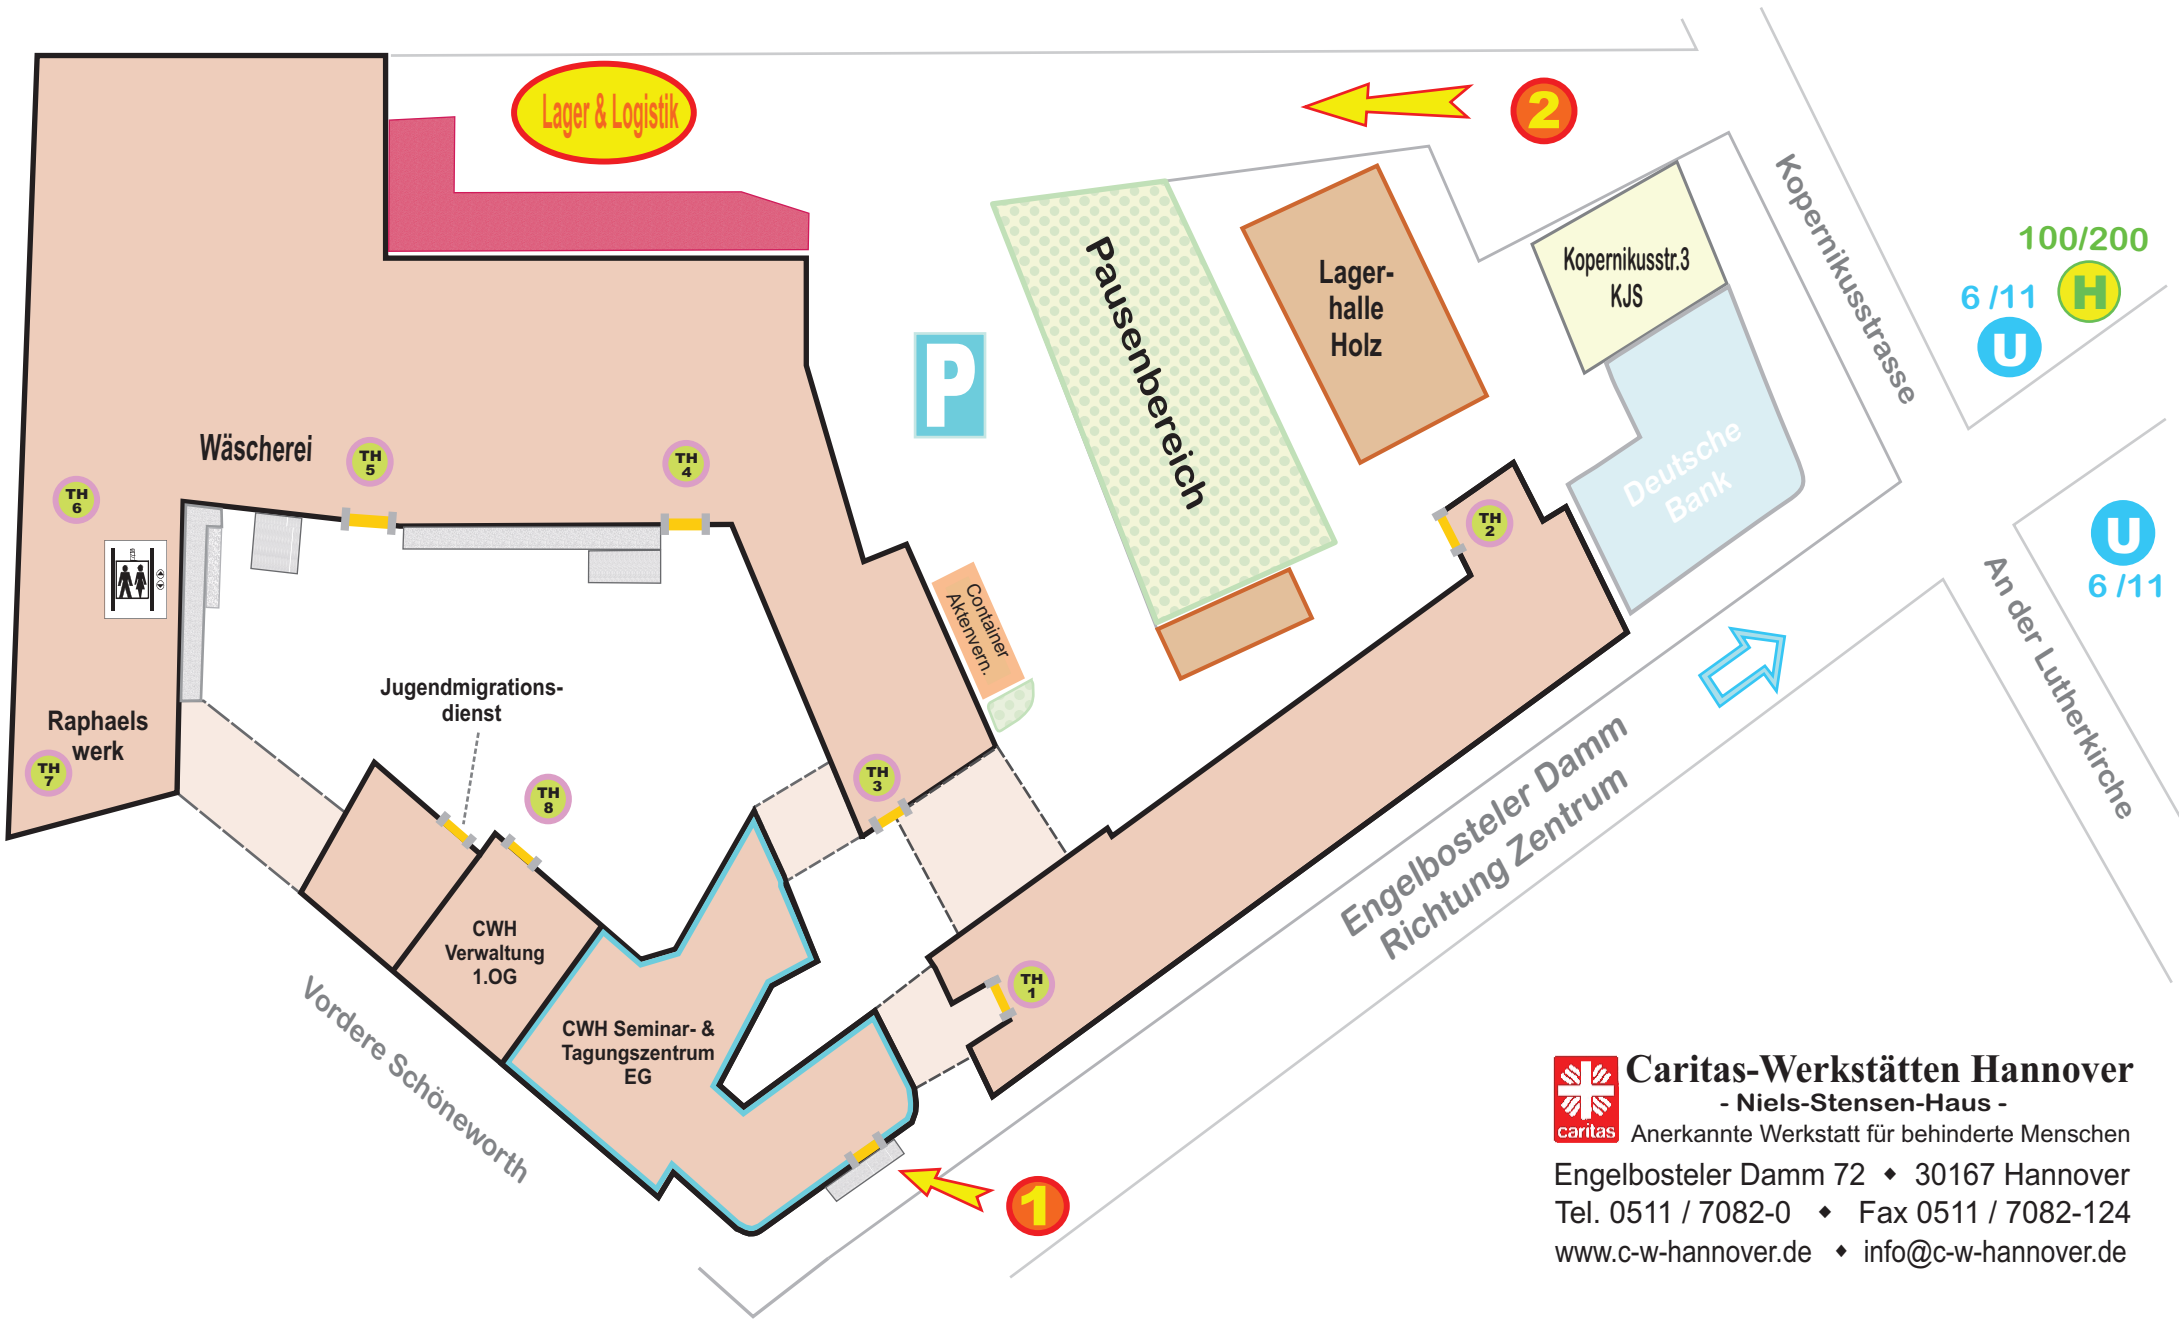 Lager & Logistik
2
Kopernikusstrasse
100/200
H
6 /11
U
Kopernikusstr.3
KJS
Lager-
halle
Holz
Pausenbereich
P
Deutsche
Bank
Wäscherei
TH
5
TH
4
TH
6
TH
2
U
6 /11
An der Lutherkirche
Container
Aktenvern.
Jugendmigrations-
dienst
Raphaels
werk
TH
7
TH
8
TH
3
Engelbosteler Damm
Richtung Zentrum
CWH
Verwaltung
1.OG
TH
1
Vordere Schöneworth
CWH Seminar- &
Tagungszentrum
EG
1
caritas
Caritas-Werkstätten Hannover
- Niels-Stensen-Haus -
Anerkannte Werkstatt für behinderte Menschen
Engelbosteler Damm 72 ◆ 30167 Hannover
Tel. 0511 / 7082-0 ◆ Fax 0511 / 7082-124
www.c-w-hannover.de ◆ info@c-w-hannover.de